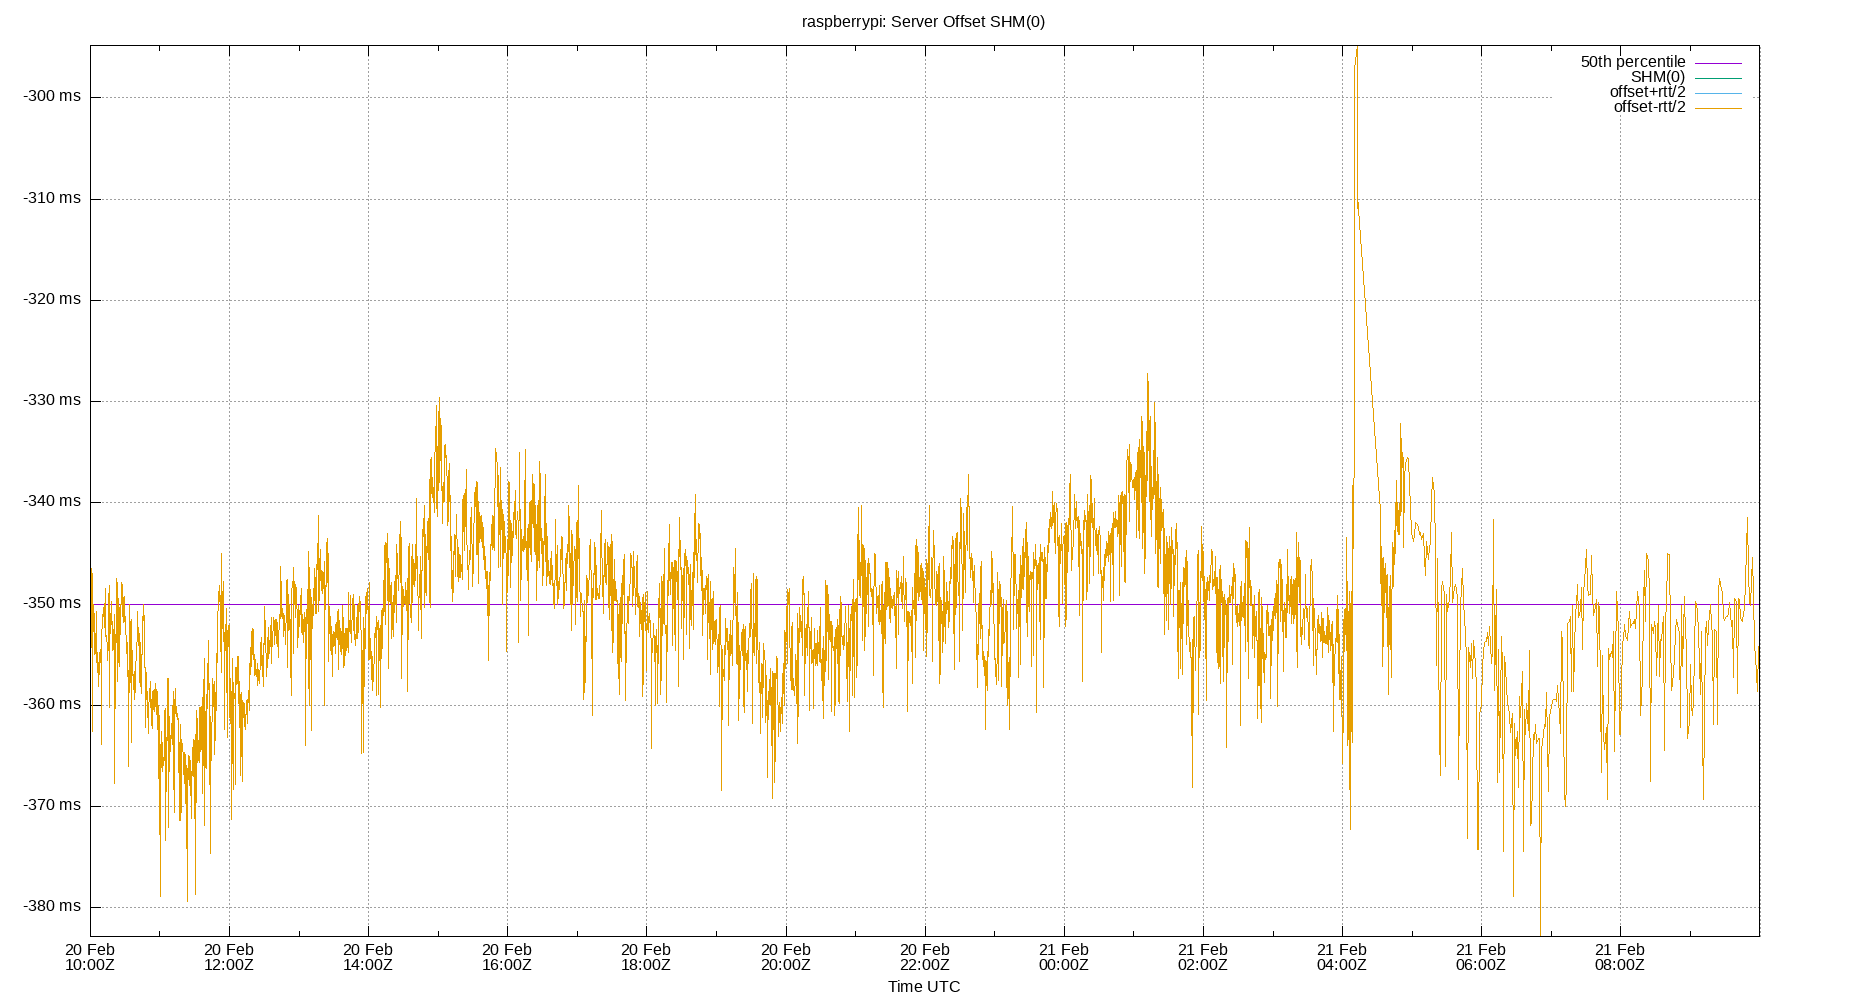 raspberrypi: Server Offset SHM(0)
50th percentile
SHM(0)
offset+rtt/2
offset-rtt/2
-300 ms
-310 ms
-320 ms
-330 ms
-340 ms
-350 ms
-360 ms
-370 ms
-380 ms
20 Feb 20 Feb 20 Feb 20 Feb 20 Feb 20 Feb 20 Feb 21 Feb 21 Feb 21 Feb 21 Feb 21 Feb
10:00Z 12:00Z 14:00Z 16:00Z 18:00Z 20:00Z 22:00Z 00:00Z 02:00Z 04:00Z 06:00Z 08:00Z
Time UTC